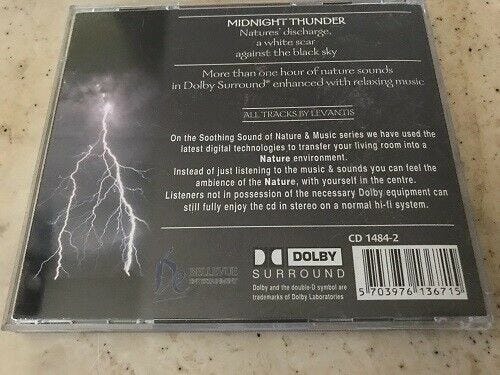 MIDNIGHT THUNDER
Natures' discharge,
a white scar
against the black sky
More than one hour of nature sounds
in Dolby Surround® enhanced with relaxing music
ALL TRACKS BY LEVANTIS
On the Soothing Sound of Nature & Music series we have used the
latest digital technologies to transfer your living room into a
Nature environment.
Instead of just listening to the music & sounds you can feel the
ambience of the Nature, with yourself in the centre.
Listeners not in possession of the necessary Dolby equipment can
still fully enjoy the cd in stereo on a normal hi-fi system.
BELLEVUE
ENTERTAINMENT
DOLBY
SURROUND
Dolby and the double-D symbol are
trademarks of Dolby Laboratories
CD 1484-2
5 703976 136715